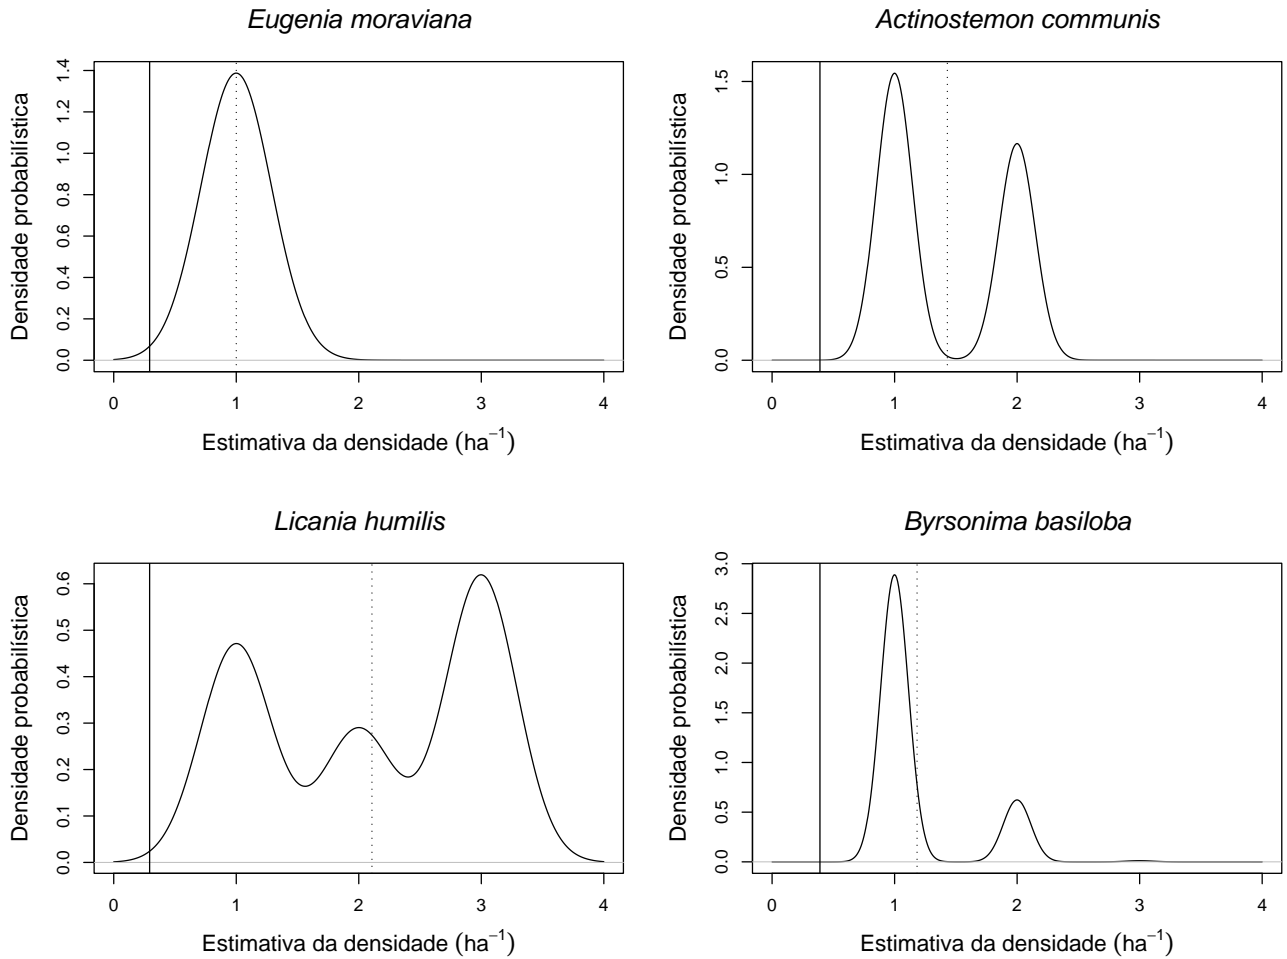 Eugenia moraviana
Densidade probabilística
0.0 0.2 0.4 0.6 0.8 1.0 1.2 1.4
0 1 2 3 4
Estimativa da densidade (ha⁻¹)
Actinostemon communis
Densidade probabilística
0.0 0.5 1.0 1.5
0 1 2 3 4
Estimativa da densidade (ha⁻¹)
Licania humilis
Densidade probabilística
0.0 0.1 0.2 0.3 0.4 0.5 0.6
0 1 2 3 4
Estimativa da densidade (ha⁻¹)
Byrsonima basiloba
Densidade probabilística
0.0 0.5 1.0 1.5 2.0 2.5 3.0
0 1 2 3 4
Estimativa da densidade (ha⁻¹)